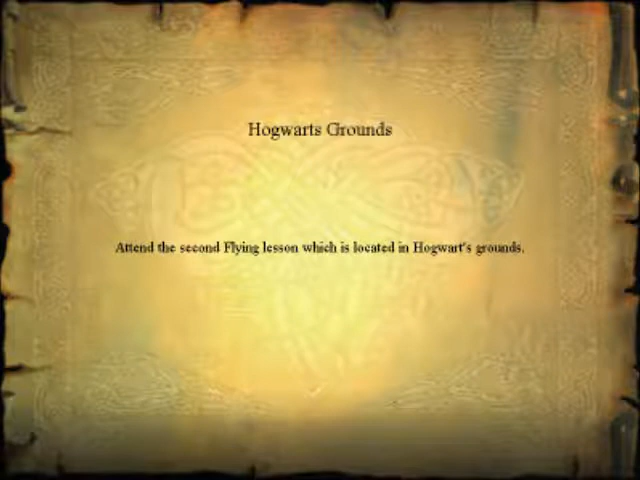 Hogwarts Grounds
Attend the second Flying lesson which is located in Hogwart's grounds.